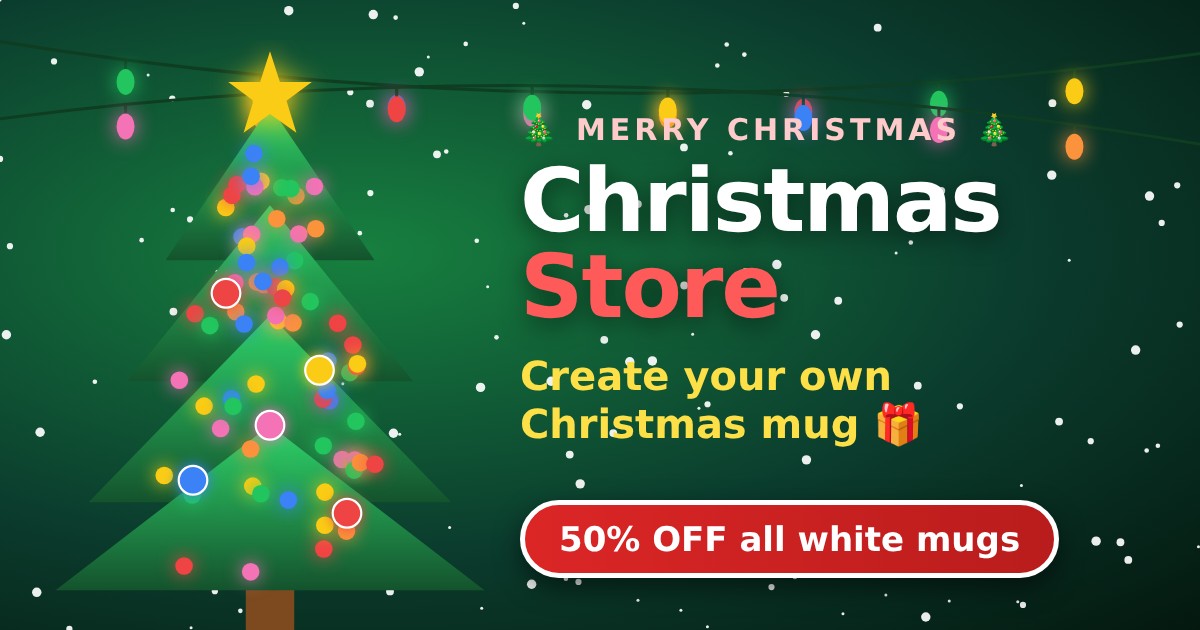 🎄 MERRY CHRISTMAS 🎄
Christmas
Store
Create your own
Christmas mug 🎁
50% OFF all white mugs